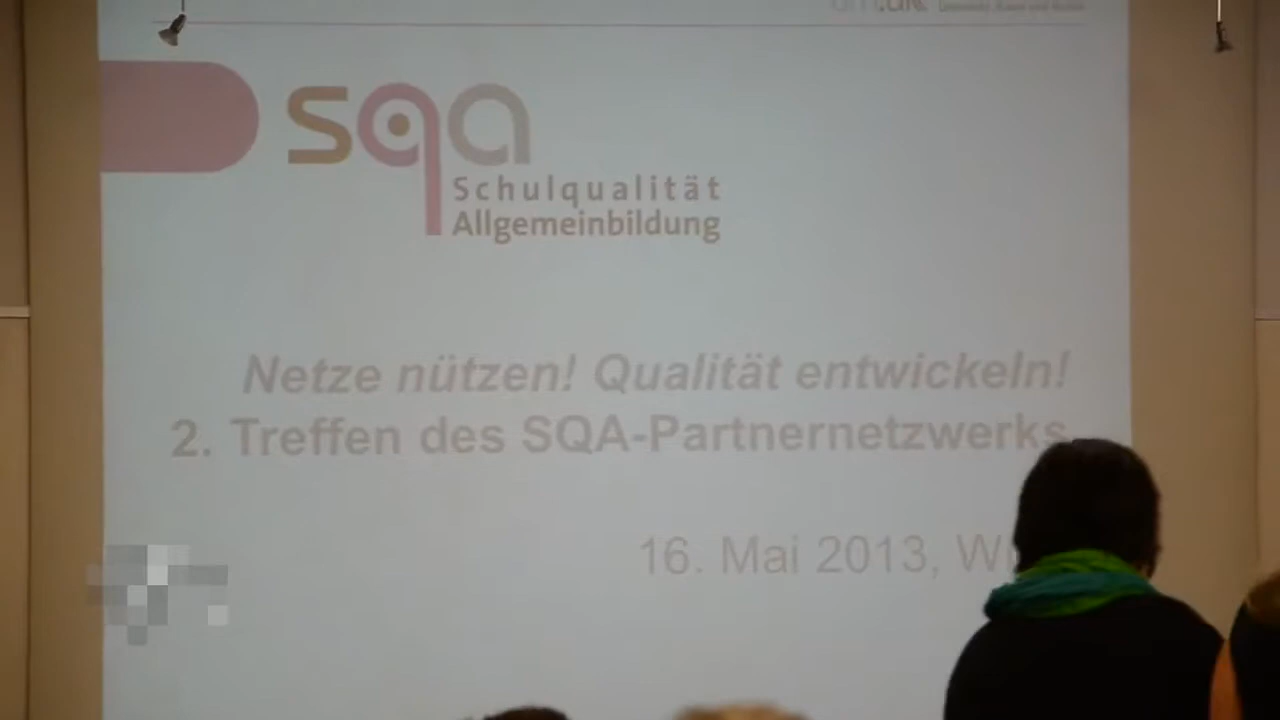 sqa
Schulqualität
Allgemeinbildung
Netze nützen! Qualität entwickeln!
2. Treffen des SQA-Partnernetzwerks
16. Mai 2013,